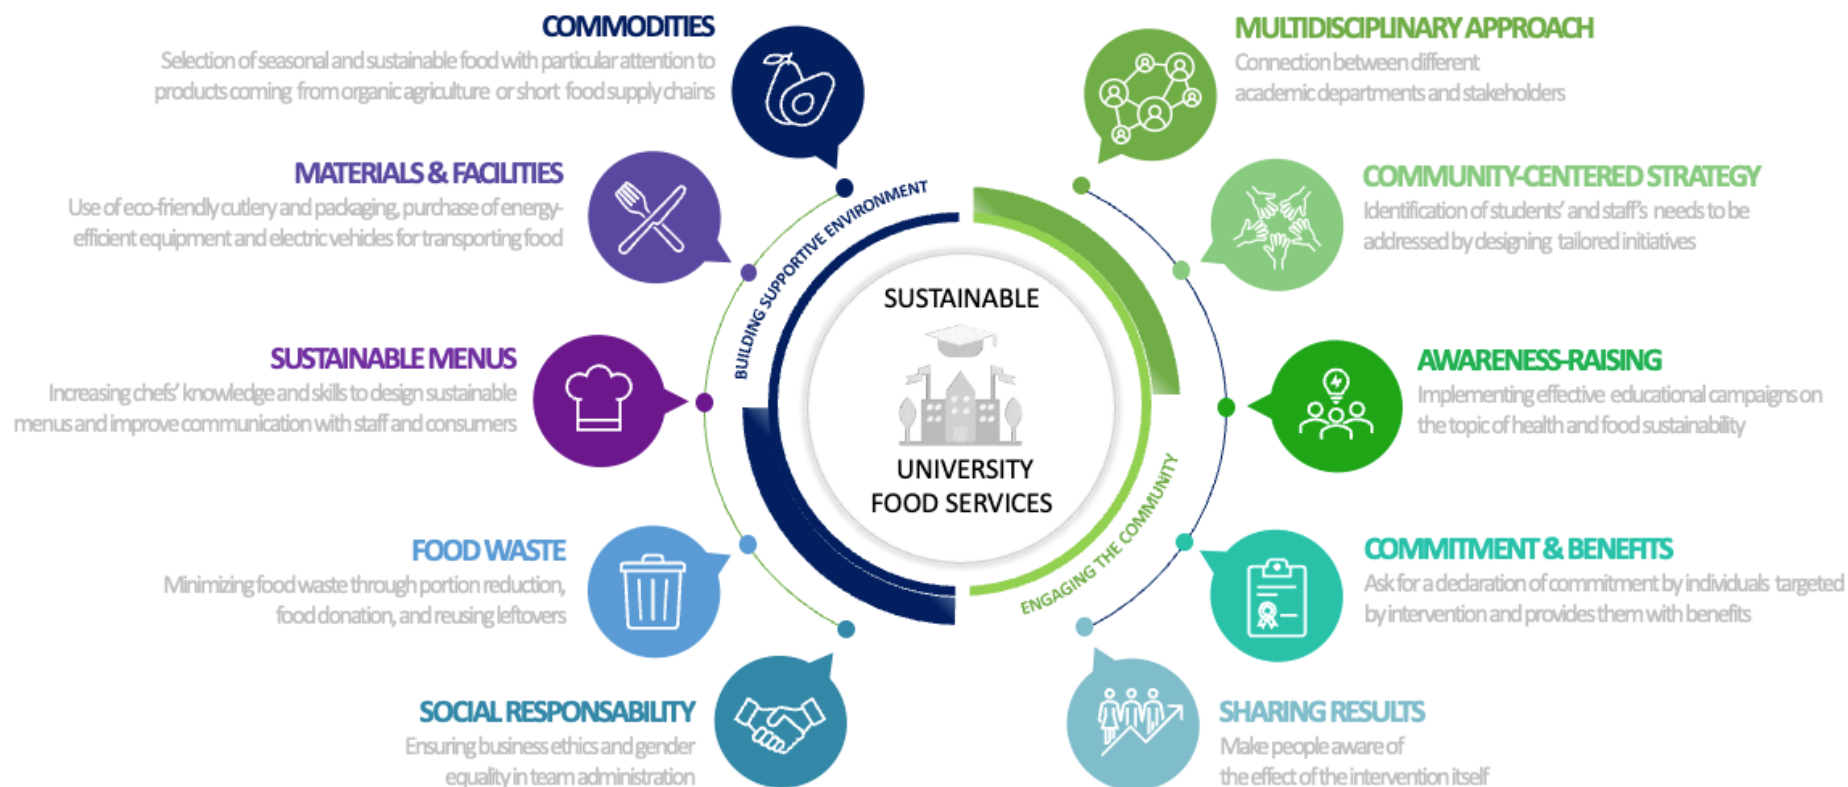 COMMODITIES
Selection of seasonal and sustainable food with particular attention to
products coming from organic agriculture or short food supply chains
MATERIALS & FACILITIES
Use of eco-friendly cutlery and packaging, purchase of energy-
efficient equipment and electric vehicles for transporting food
SUSTAINABLE MENUS
Increasing chefs' knowledge and skills to design sustainable
menus and improve communication with staff and consumers
FOOD WASTE
Minimizing food waste through portion reduction,
food donation, and reusing leftovers
SOCIAL RESPONSABILITY
Ensuring business ethics and gender
equality in team administration
BUILDING SUPPORTIVE ENVIRONMENT
SUSTAINABLE
UNIVERSITY
FOOD SERVICES
ENGAGING THE COMMUNITY
MULTIDISCIPLINARY APPROACH
Connection between different
academic departments and stakeholders
COMMUNITY-CENTERED STRATEGY
Identification of students' and staff's needs to be
addressed by designing tailored initiatives
AWARENESS-RAISING
Implementing effective educational campaigns on
the topic of health and food sustainability
COMMITMENT & BENEFITS
Ask for a declaration of commitment by individuals targeted
by intervention and provides them with benefits
SHARING RESULTS
Make people aware of
the effect of the intervention itself